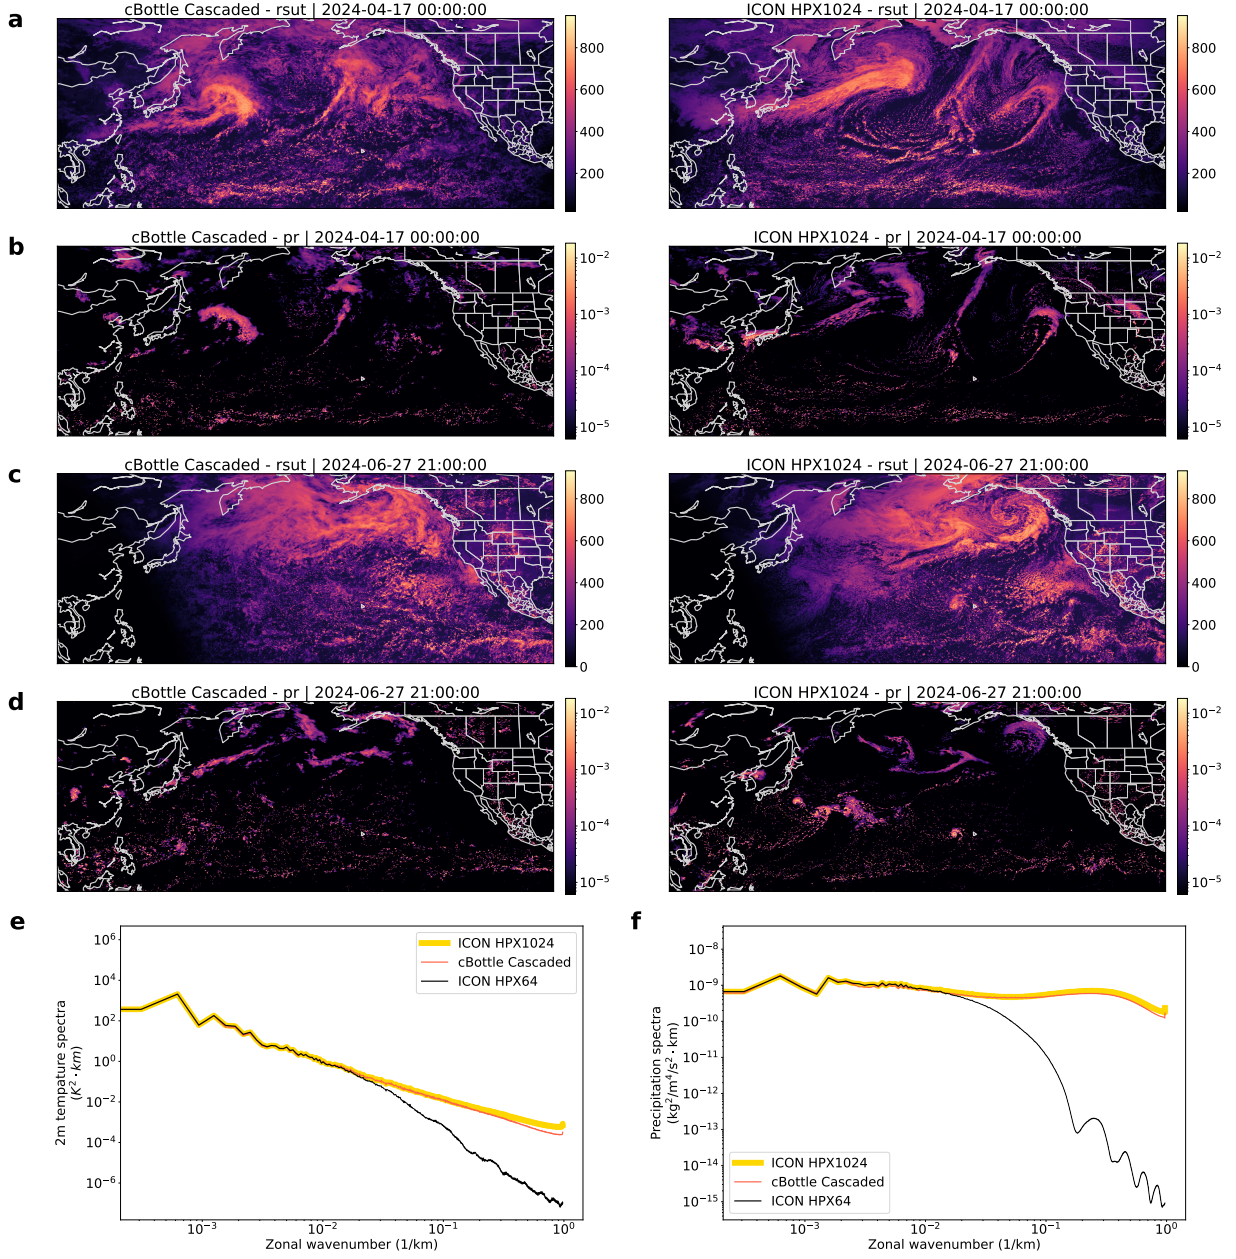 a
cBottle Cascaded - rsut | 2024-04-17 00:00:00
800
600
400
200
ICON HPX1024 - rsut | 2024-04-17 00:00:00
800
600
400
200
b
cBottle Cascaded - pr | 2024-04-17 00:00:00
10⁻²
10⁻³
10⁻⁴
10⁻⁵
ICON HPX1024 - pr | 2024-04-17 00:00:00
10⁻²
10⁻³
10⁻⁴
10⁻⁵
c
cBottle Cascaded - rsut | 2024-06-27 21:00:00
800
600
400
200
0
ICON HPX1024 - rsut | 2024-06-27 21:00:00
800
600
400
200
0
d
cBottle Cascaded - pr | 2024-06-27 21:00:00
10⁻²
10⁻³
10⁻⁴
10⁻⁵
ICON HPX1024 - pr | 2024-06-27 21:00:00
10⁻²
10⁻³
10⁻⁴
10⁻⁵
e
2m tempature spectra
(K² · km)
10⁶
10⁴
10²
10⁰
10⁻²
10⁻⁴
10⁻⁶
ICON HPX1024
cBottle Cascaded
ICON HPX64
10⁻³
10⁻²
10⁻¹
10⁰
Zonal wavenumber (1/km)
f
Precipitation spectra
(kg²/m⁴/s² · km)
10⁻⁸
10⁻⁹
10⁻¹⁰
10⁻¹¹
10⁻¹²
10⁻¹³
10⁻¹⁴
10⁻¹⁵
ICON HPX1024
cBottle Cascaded
ICON HPX64
10⁻³
10⁻²
10⁻¹
10⁰
Zonal wavenumber (1/km)